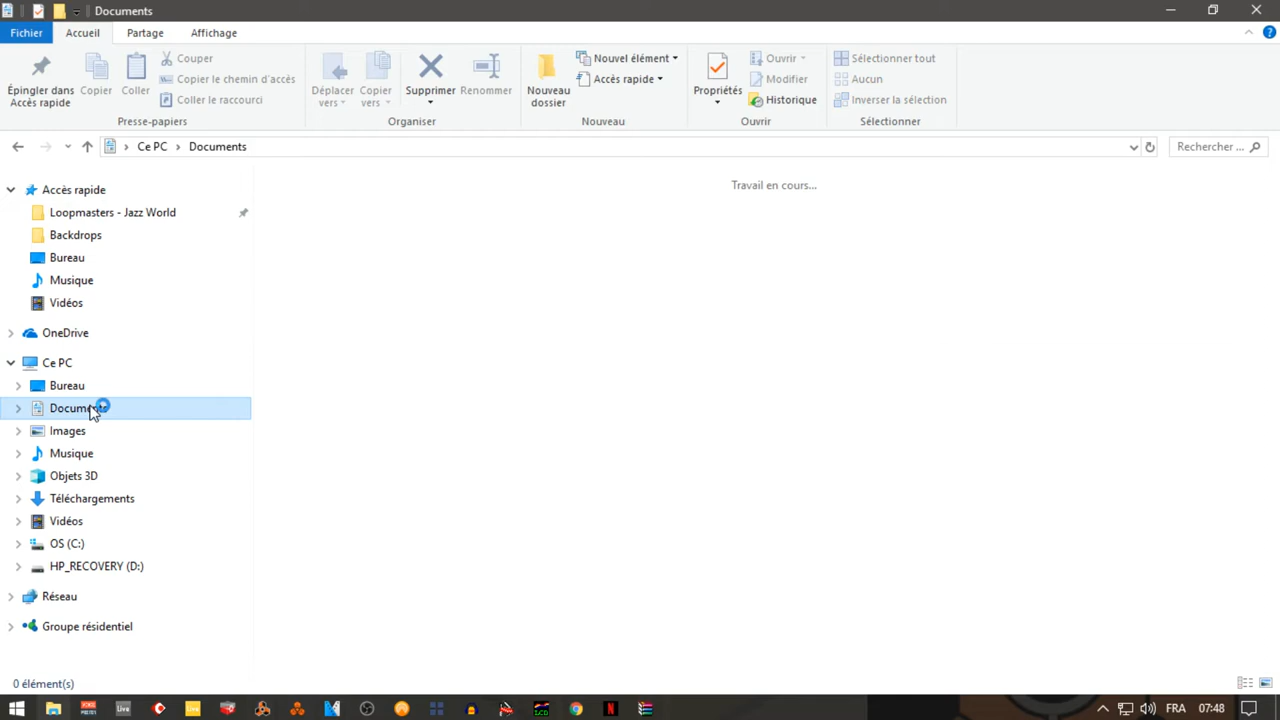 Documents
Fichier
Accueil
Partage
Affichage
Épingler dans
Accès rapide
Copier
Coller
Couper
Copier le chemin d'accès
Coller le raccourci
Presse-papiers
Déplacer
vers
Copier
vers
Supprimer
Renommer
Organiser
Nouveau
dossier
Nouvel élément
Accès rapide
Nouveau
Propriétés
Ouvrir
Modifier
Historique
Ouvrir
Sélectionner tout
Aucun
Inverser la sélection
Sélectionner
Ce PC
Documents
Rechercher ...
Accès rapide
Loopmasters - Jazz World
Backdrops
Bureau
Musique
Vidéos
OneDrive
Ce PC
Bureau
Documents
Images
Musique
Objets 3D
Téléchargements
Vidéos
OS (C:)
HP_RECOVERY (D:)
Réseau
Groupe résidentiel
Travail en cours...
0 élément(s)
Live
Live
FRA
07:48